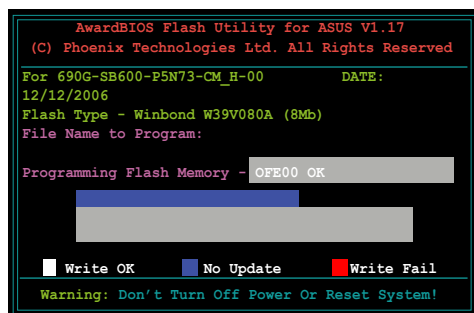 AwardBIOS Flash Utility for ASUS V1.17
(C) Phoenix Technologies Ltd. All Rights Reserved
For 690G-SB600-P5N73-CM_H-00 DATE:
12/12/2006
Flash Type - Winbond W39V080A (8Mb)
File Name to Program:
Programming Flash Memory - OFE00 OK
Write OK No Update Write Fail
Warning: Don't Turn Off Power Or Reset System!